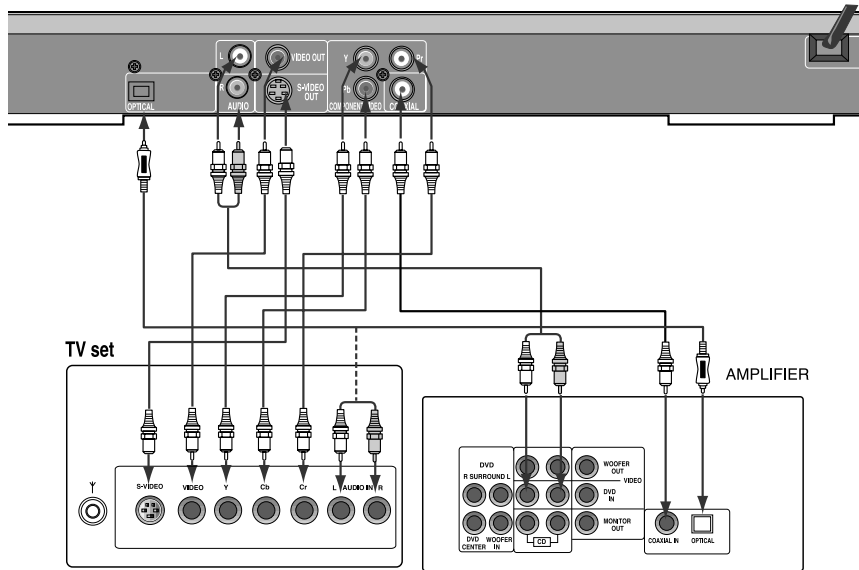 L
VIDEO OUT
Y
Pr
R
S-VIDEO
OUT
Pb
OPTICAL
AUDIO
COMPONENT VIDEO
COAXIAL
TV set
AMPLIFIER
S-VIDEO
VIDEO
Y
Cb
Cr
L AUDIO IN R
DVD
R SURROUND L
DVD
CENTER
WOOFER
IN
CD
WOOFER
OUT
VIDEO
DVD
IN
MONITOR
OUT
COAXIAL IN
OPTICAL